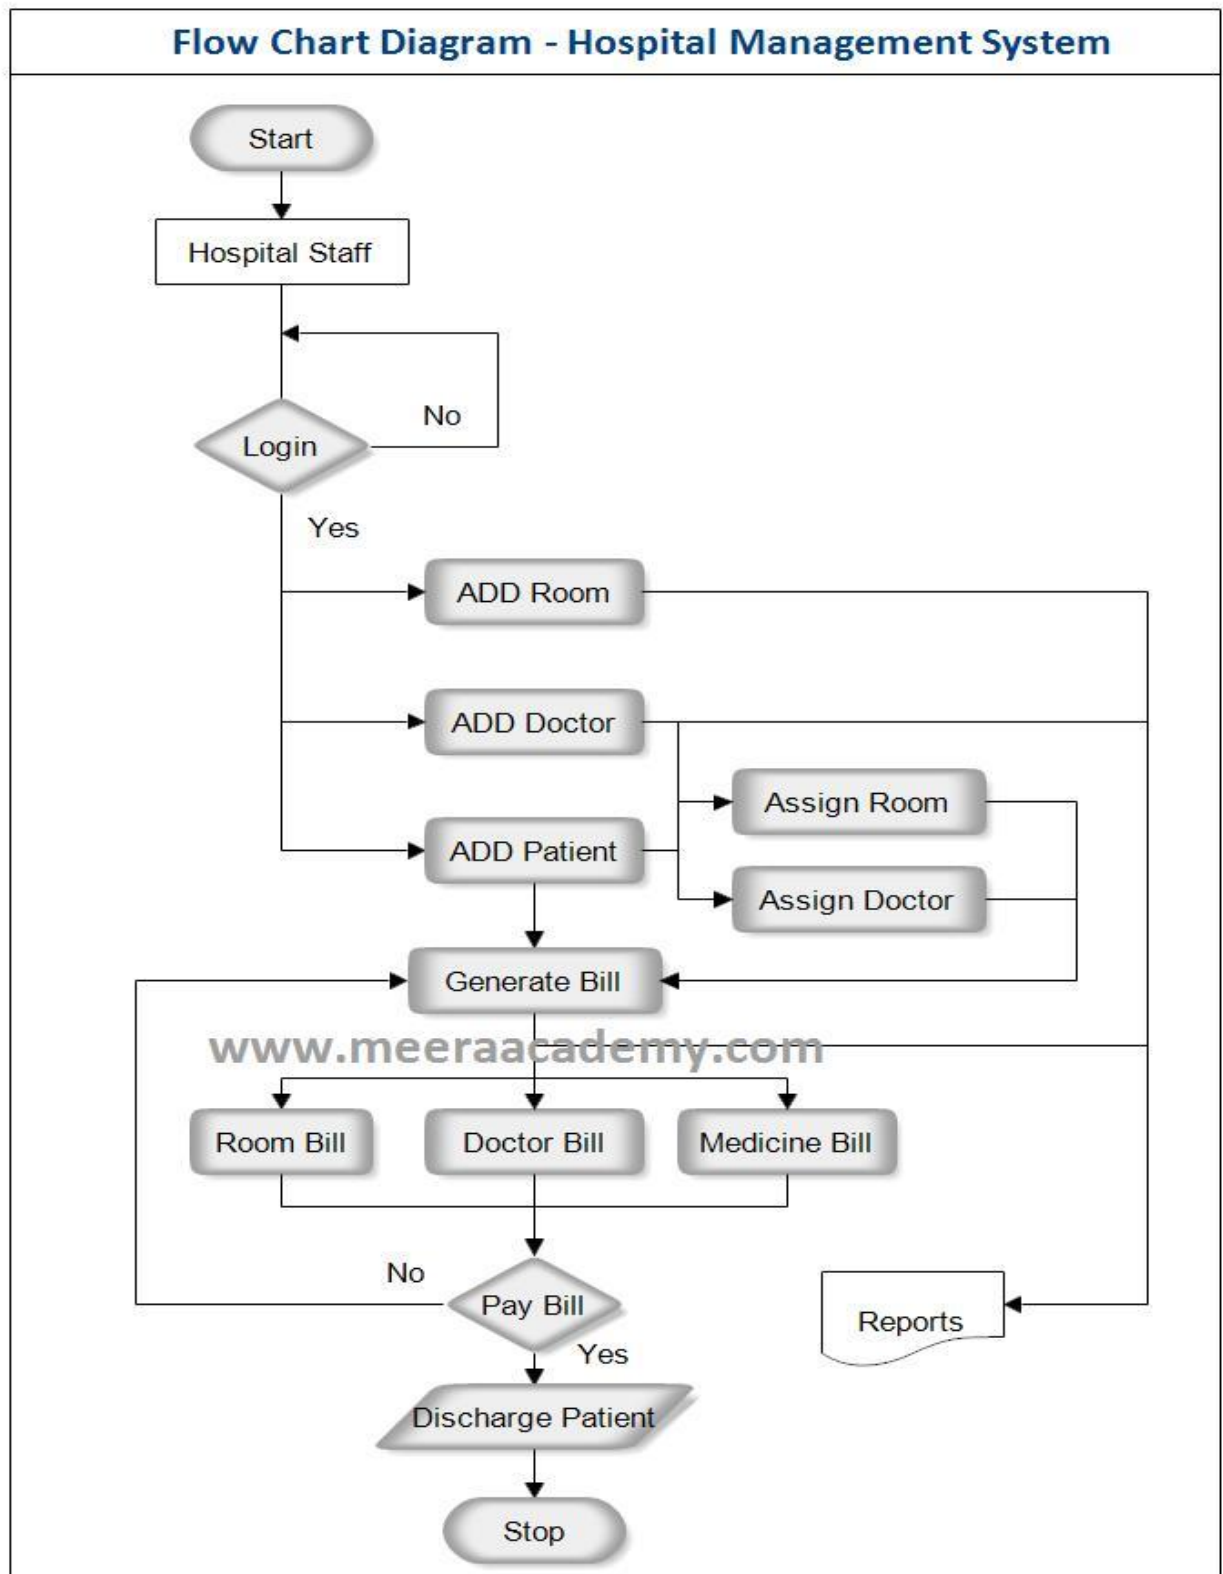 Flow Chart Diagram - Hospital Management System
Start
Hospital Staff
No
Login
Yes
ADD Room
ADD Doctor
Assign Room
ADD Patient
Assign Doctor
Generate Bill
www.meeraacademy.com
Room Bill
Doctor Bill
Medicine Bill
No
Pay Bill
Reports
Yes
Discharge Patient
Stop